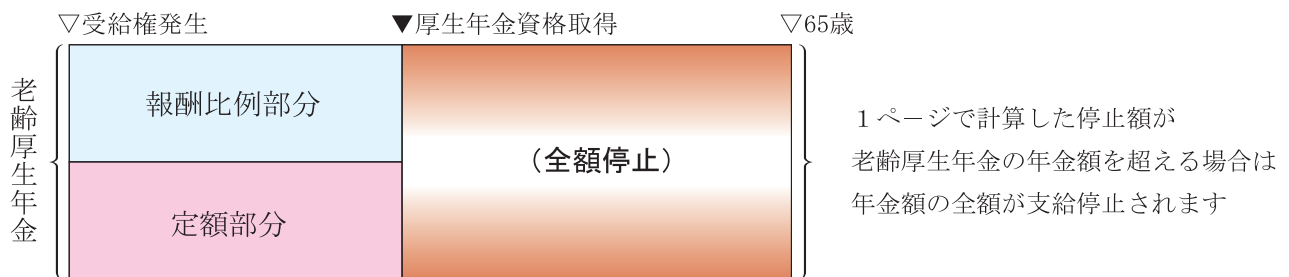 ▽受給権発生
▼厚生年金資格取得
▽65歳
老齢厚生年金
報酬比例部分
定額部分
（全額停止）
１ページで計算した停止額が
老齢厚生年金の年金額を超える場合は
年金額の全額が支給停止されます